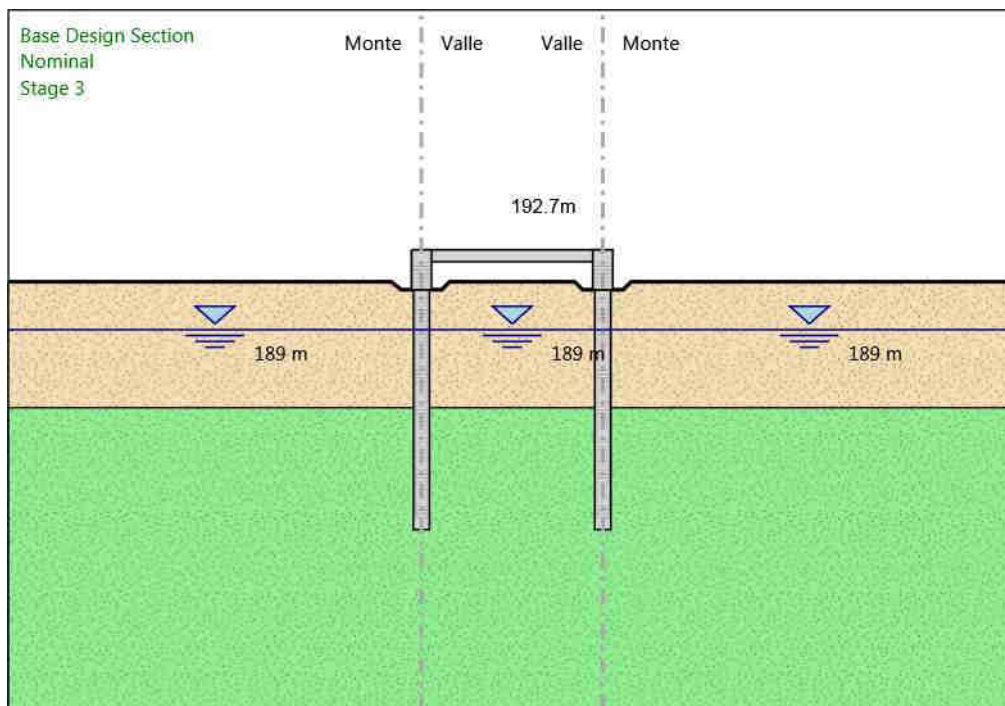 Base Design Section
Nominal
Stage 3
Monte Valle Valle Monte
192.7m
189 m 189 m 189 m